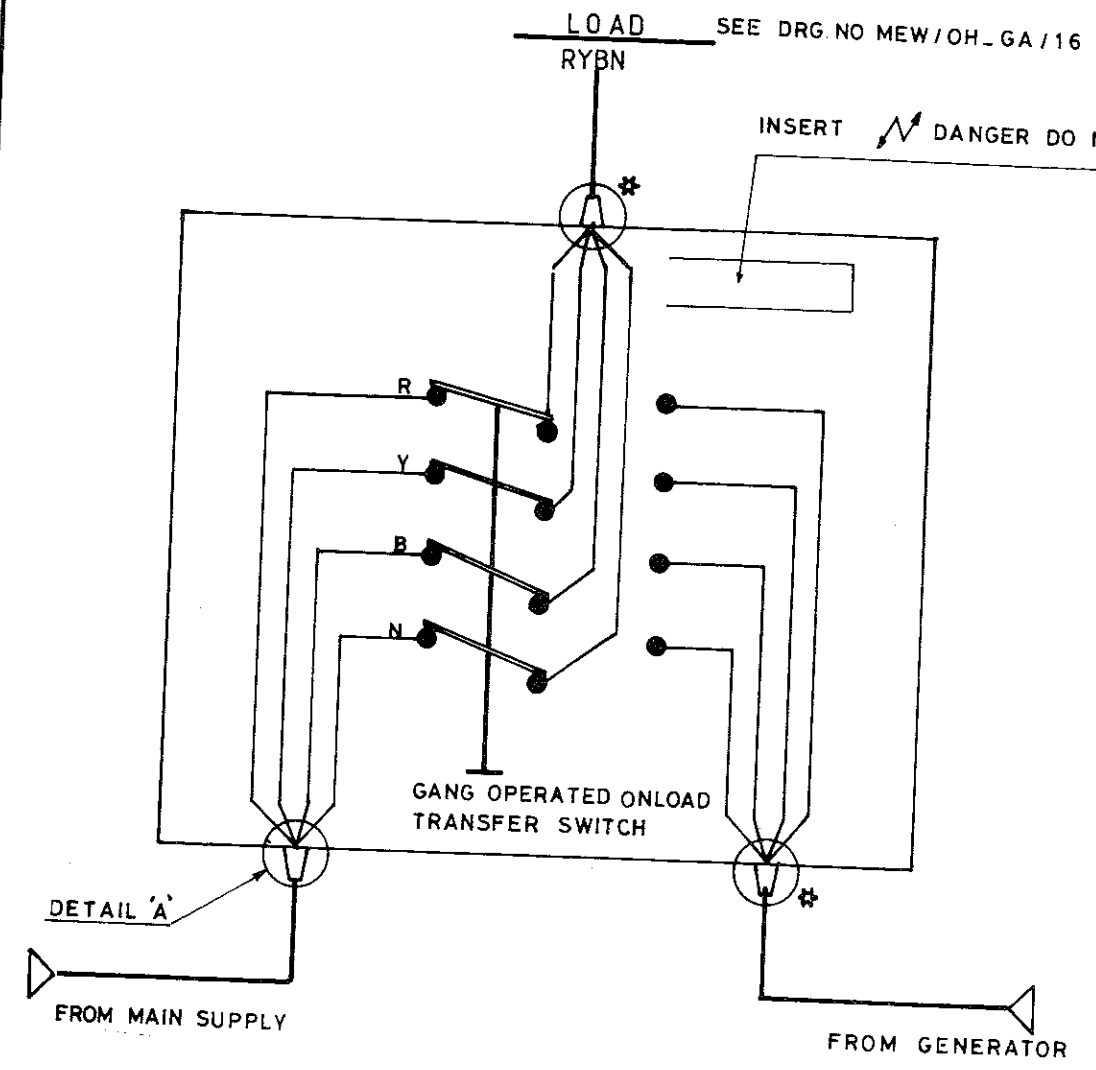 LOAD
SEE DRG. NO MEW/OH_GA/16
RYBN
INSERT DANGER DO
R
Y
B
N
GANG OPERATED ONLOAD
TRANSFER SWITCH
DETAIL 'A'
FROM MAIN SUPPLY
FROM GENERATOR